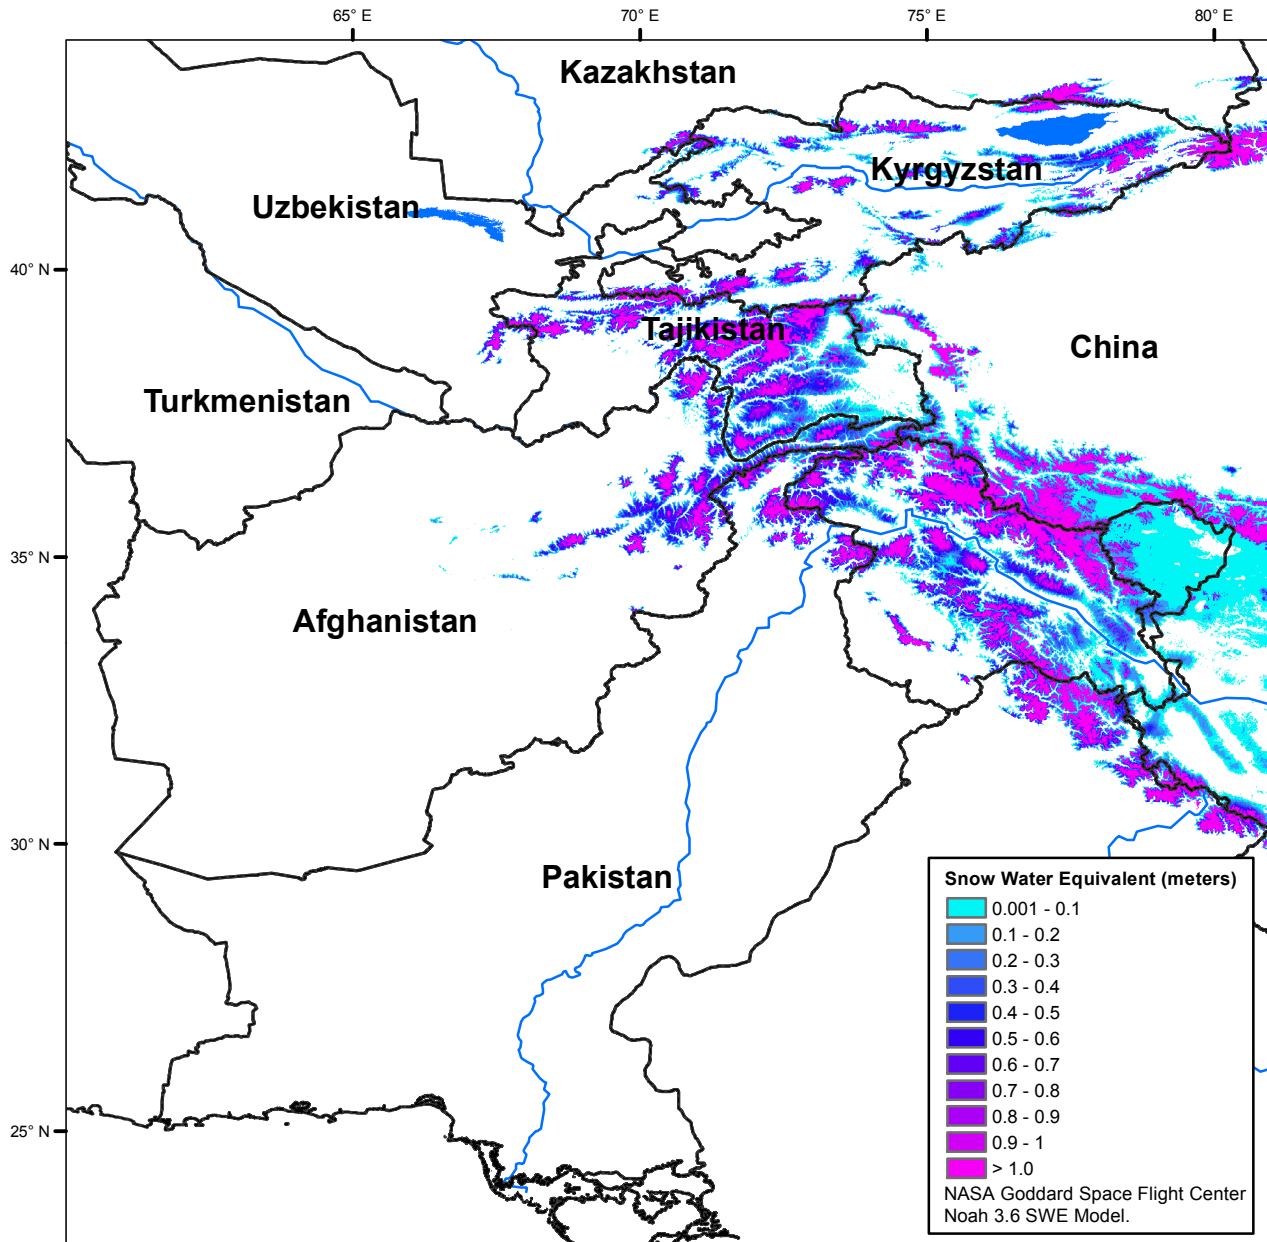 65° E 70° E 75° E 80° E
Kazakhstan
Kyrgyzstan
Uzbekistan
40° N
Tajikistan
China
Turkmenistan
35° N
Afghanistan
30° N
Pakistan
25° N
Snow Water Equivalent (meters)
0.001 - 0.1
0.1 - 0.2
0.2 - 0.3
0.3 - 0.4
0.4 - 0.5
0.5 - 0.6
0.6 - 0.7
0.7 - 0.8
0.8 - 0.9
0.9 - 1
> 1.0
NASA Goddard Space Flight Center
Noah 3.6 SWE Model.